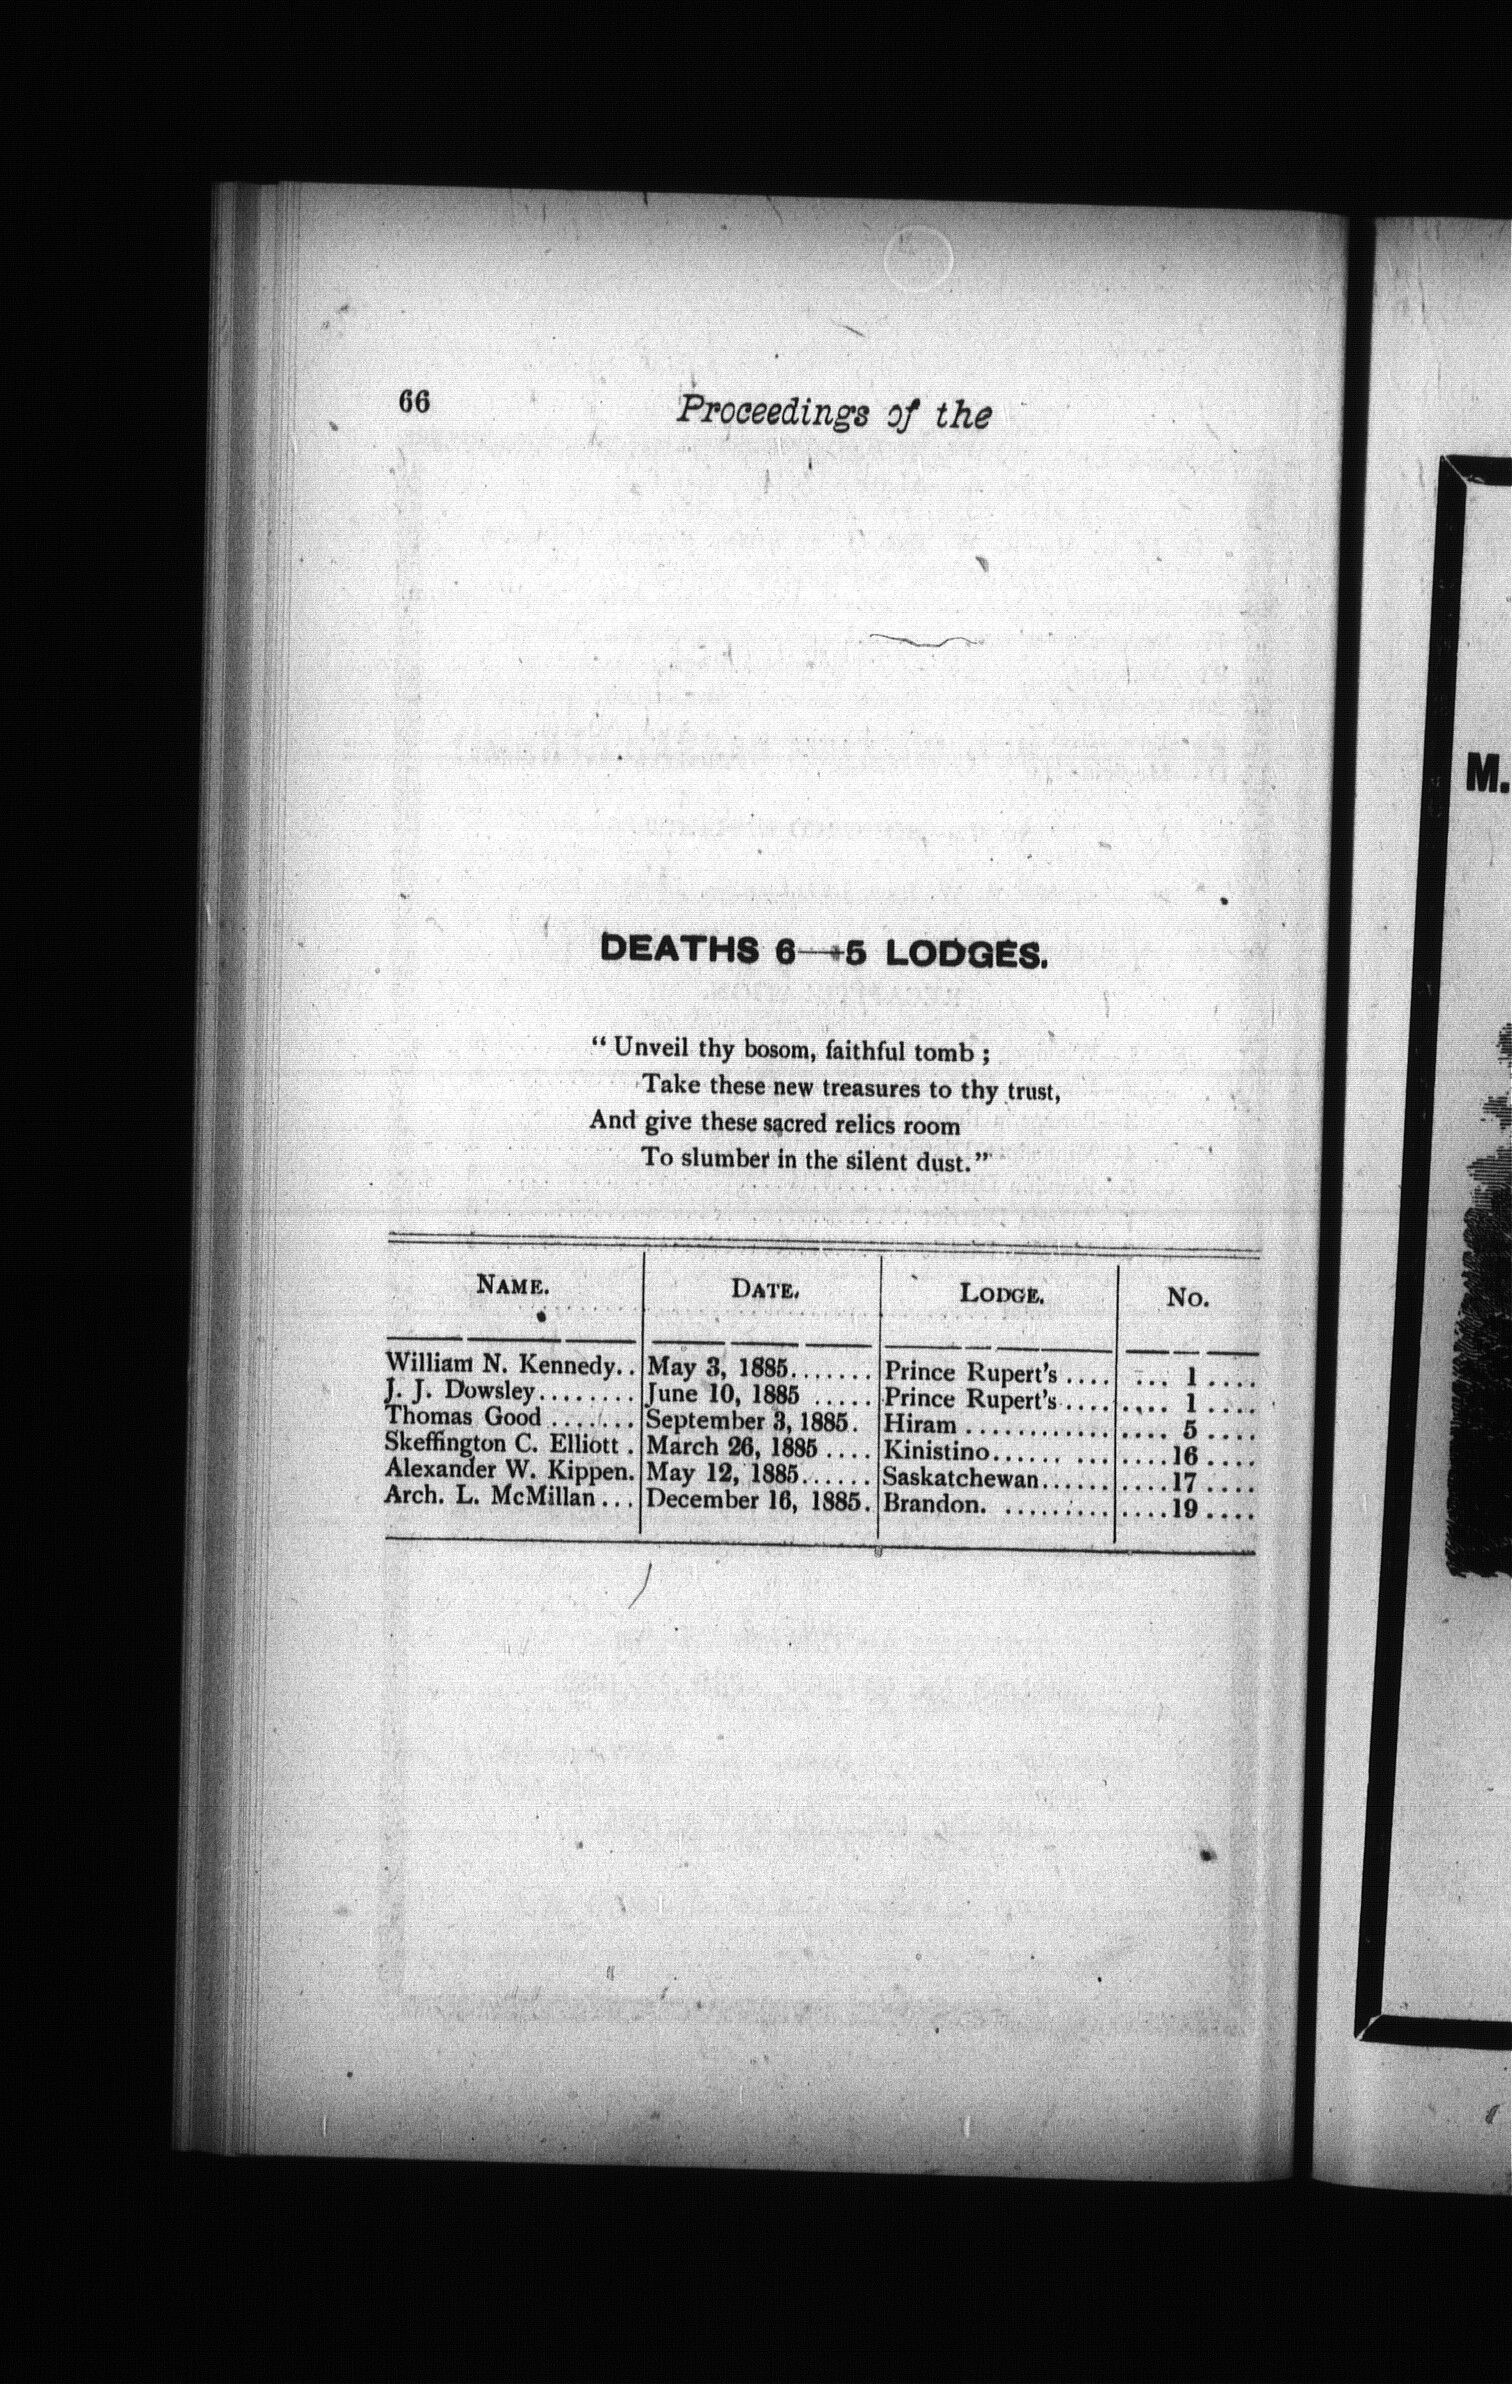 66
Proceedings of the
DEATHS 6—5 LODGES.
“ Unveil thy bosom, faithful tomb ;
Take these new treasures to thy trust,
And give these sacred relics room
To slumber in the silent dust.”
NAME. DATE. LODGE. NO.
William N. Kennedy.. May 3, 1885....... Prince Rupert's .... ... 1 ....
J. J. Dowsley........ June 10, 1885 ..... Prince Rupert's .... .... 1 ....
Thomas Good ....... September 3, 1885. Hiram ............ .... 5 ....
Skeffington C. Elliott . March 26, 1885 .... Kinistino...... ... ....16 ....
Alexander W. Kippen. May 12, 1885...... Saskatchewan...... ....17 ....
Arch. L. McMillan ... December 16, 1885. Brandon. ......... ....19 ....
M.